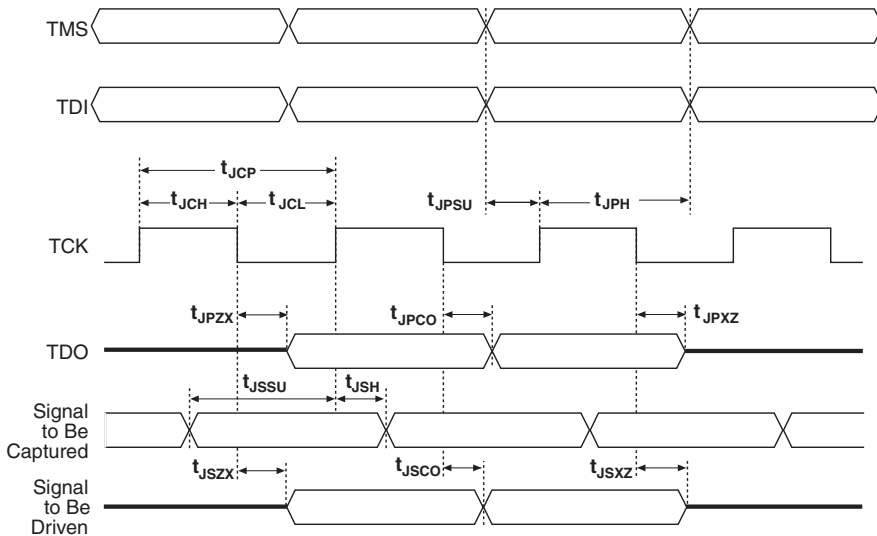 TMS
TDI
tJCP
tJCH
tJCL
tJPSU
tJPH
TCK
tJPZX
tJPCO
tJPXZ
TDO
tJSSU
tJSH
Signal
to Be
Captured
tJSZX
tJSCO
tJSXZ
Signal
to Be
Driven